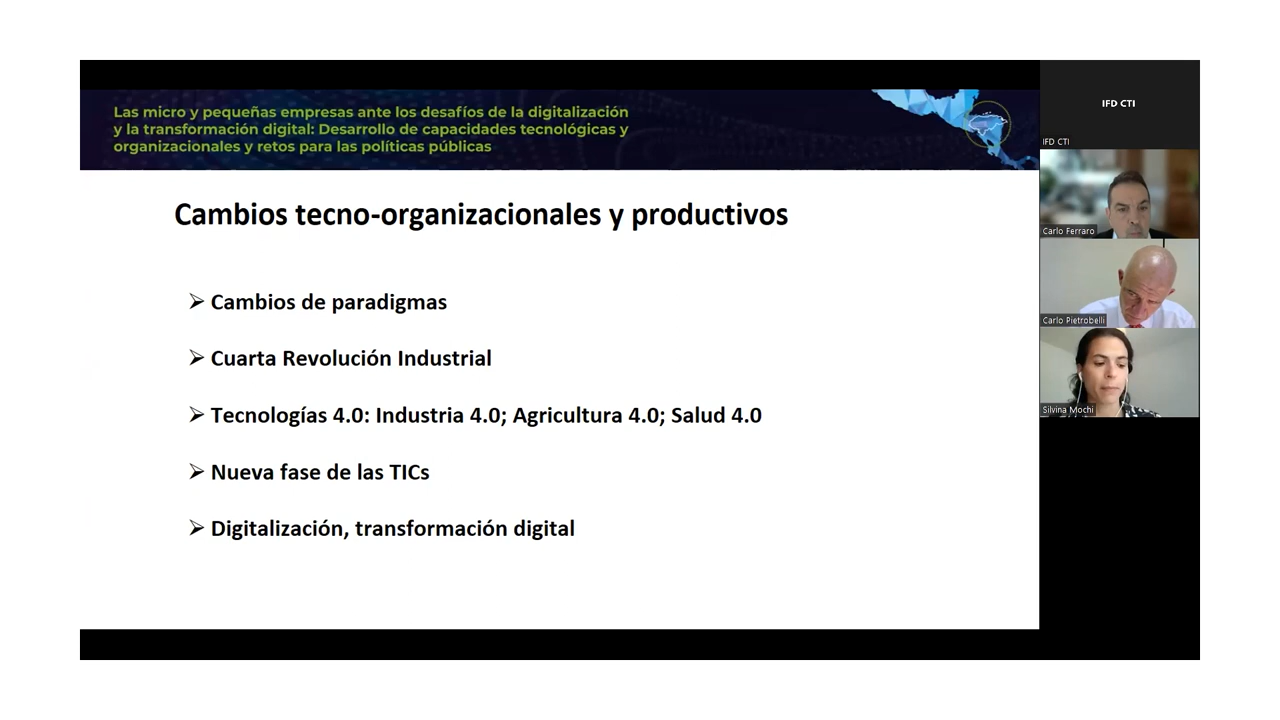 Las micro y pequeñas empresas ante los desafíos de la digitalización
y la transformación digital: Desarrollo de capacidades tecnológicas y
organizacionales y retos para las políticas públicas
Cambios tecno-organizacionales y productivos
➢ Cambios de paradigmas
➢ Cuarta Revolución Industrial
➢ Tecnologías 4.0: Industria 4.0; Agricultura 4.0; Salud 4.0
➢ Nueva fase de las TICs
➢ Digitalización, transformación digital
IFD CTI
IFD CTI
Carlo Ferraro
Carlo Pietrobelli
Silvina Mochi